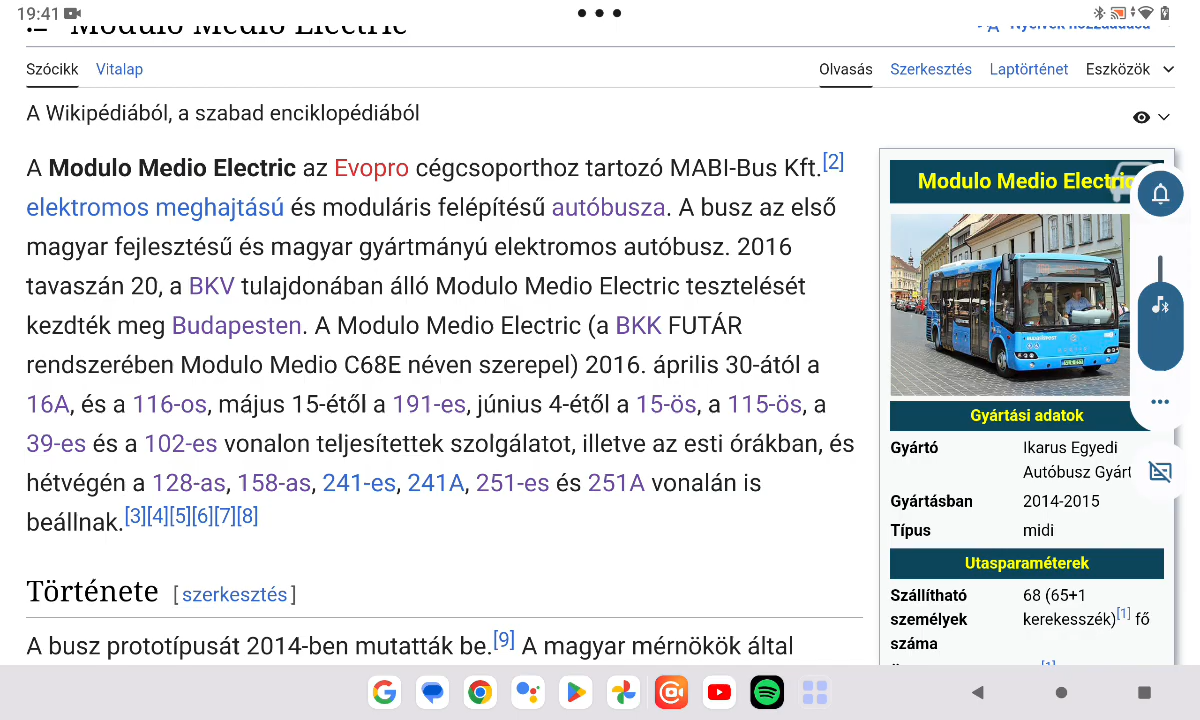 19:41
Modulo Medio Electric
Nyelvek hozzáadása
Szócikk Vitalap
Olvasás Szerkesztés Laptörténet Eszközök
A Wikipédiából, a szabad enciklopédiából
A Modulo Medio Electric az Evopro cégcsoporthoz tartozó MABI-Bus Kft.[2]
elektromos meghajtású és moduláris felépítésű autóbusza. A busz az első
magyar fejlesztésű és magyar gyártmányú elektromos autóbusz. 2016
tavaszán 20, a BKV tulajdonában álló Modulo Medio Electric tesztelését
kezdték meg Budapesten. A Modulo Medio Electric (a BKK FUTÁR
rendszerében Modulo Medio C68E néven szerepel) 2016. április 30-ától a
16A, és a 116-os, május 15-étől a 191-es, június 4-étől a 15-ös, a 115-ös, a
39-es és a 102-es vonalon teljesítettek szolgálatot, illetve az esti órákban, és
hétvégén a 128-as, 158-as, 241-es, 241A, 251-es és 251A vonalán is
beállnak.[3][4][5][6][7][8]
Története [szerkesztés]
A busz prototípusát 2014-ben mutatták be.[9] A magyar mérnökök által
Modulo Medio Electric
Gyártási adatok
Gyártó Ikarus Egyedi
Autóbusz Gyárt
Gyártásban 2014-2015
Típus midi
Utasparaméterek
Szállítható 68 (65+1
személyek kerekesszék)[1] fő
száma
[1]